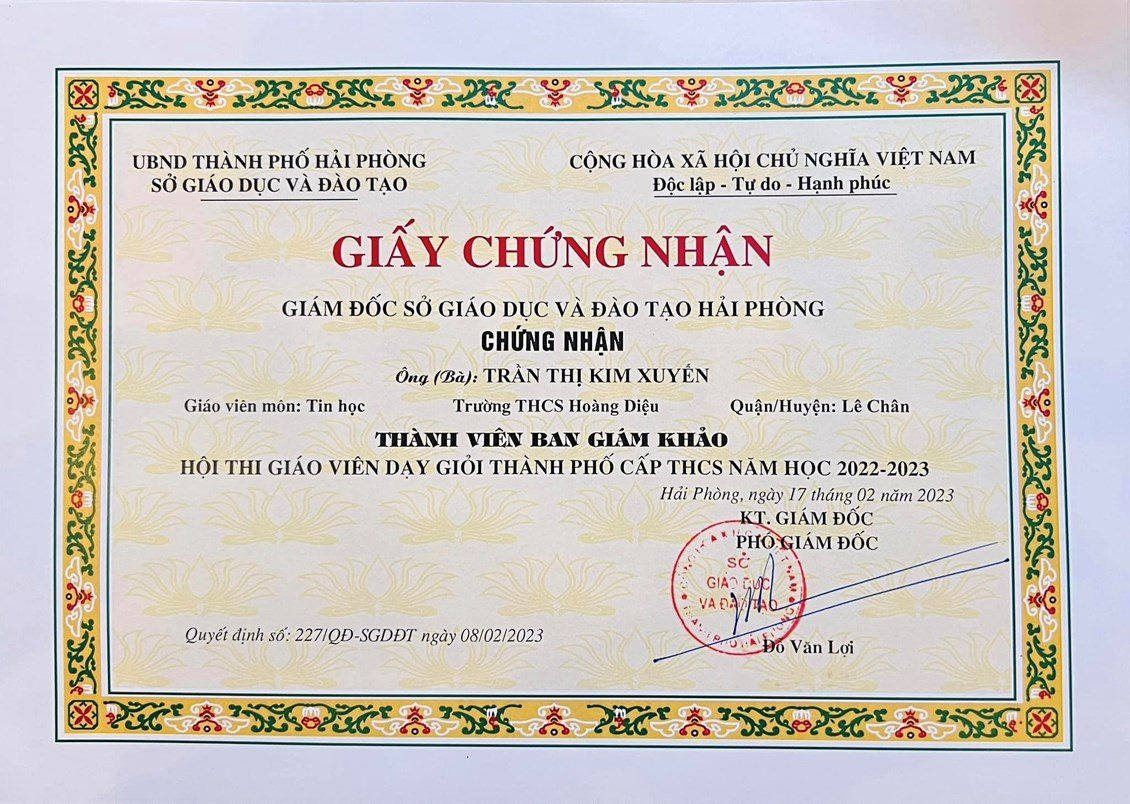 UBND THÀNH PHỐ HẢI PHÒNG
SỞ GIÁO DỤC VÀ ĐÀO TẠO
CỘNG HÒA XÃ HỘI CHỦ NGHĨA VIỆT NAM
Độc lập - Tự do - Hạnh phúc
GIẤY CHỨNG NHẬN
GIÁM ĐỐC SỞ GIÁO DỤC VÀ ĐÀO TẠO HẢI PHÒNG
CHỨNG NHẬN
Ông (Bà): TRẦN THỊ KIM XUYẾN
Giáo viên môn: Tin học Trường THCS Hoàng Diệu Quận/Huyện: Lê Chân
THÀNH VIÊN BAN GIÁM KHẢO
HỘI THI GIÁO VIÊN DẠY GIỎI THÀNH PHỐ CẤP THCS NĂM HỌC 2022-2023
Hải Phòng, ngày 17 tháng 02 năm 2023
KT. GIÁM ĐỐC
PHÓ GIÁM ĐỐC
SỞ
GIÁO DỤC
VÀ ĐÀO TẠO
Quyết định số: 227/QĐ-SGDĐT ngày 08/02/2023
Đỗ Văn Lợi